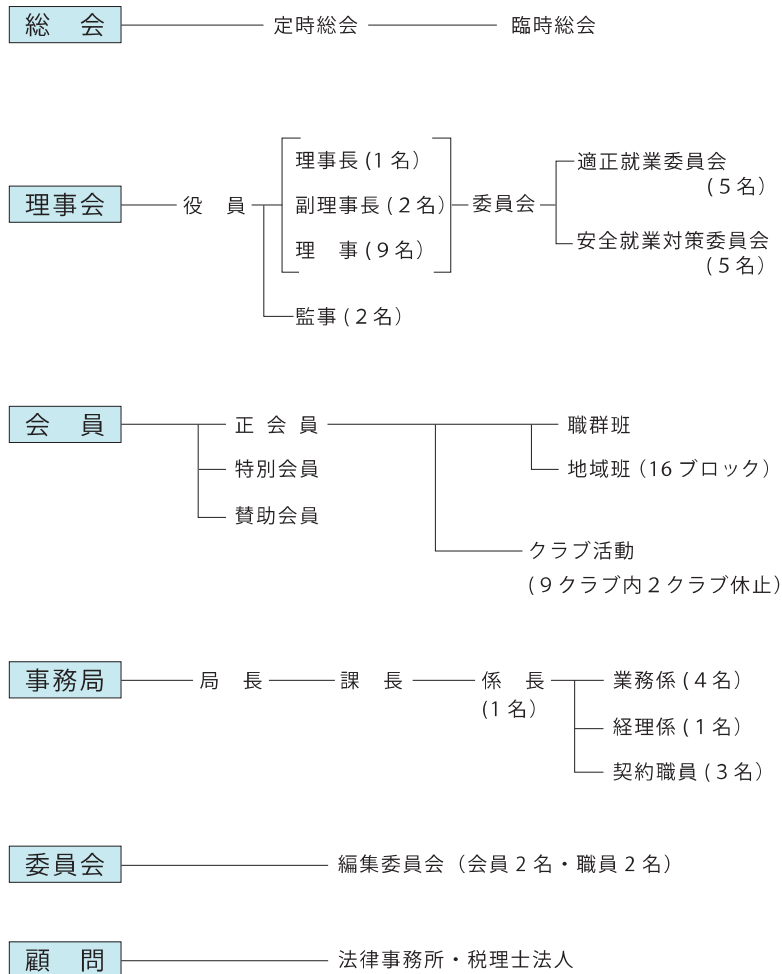 総　会 定時総会 臨時総会
理事長 (1 名)
適正就業委員会
(5 名)
理事会 役　員 副理事長 (2 名) 委員会
理　事 (9 名)
安全就業対策委員会
(5 名)
監事 (2 名)
会　員 正 会 員 職群班
特別会員 地域班 (16 ブロック)
賛助会員
クラブ活動
(9 クラブ内 2 クラブ休止)
事務局 局　長 課　長 係　長 業務係 (4 名)
(1 名)
経理係 (1 名)
契約職員 (3 名)
委員会 編集委員会（会員 2 名・職員 2 名）
顧　問 法律事務所・税理士法人